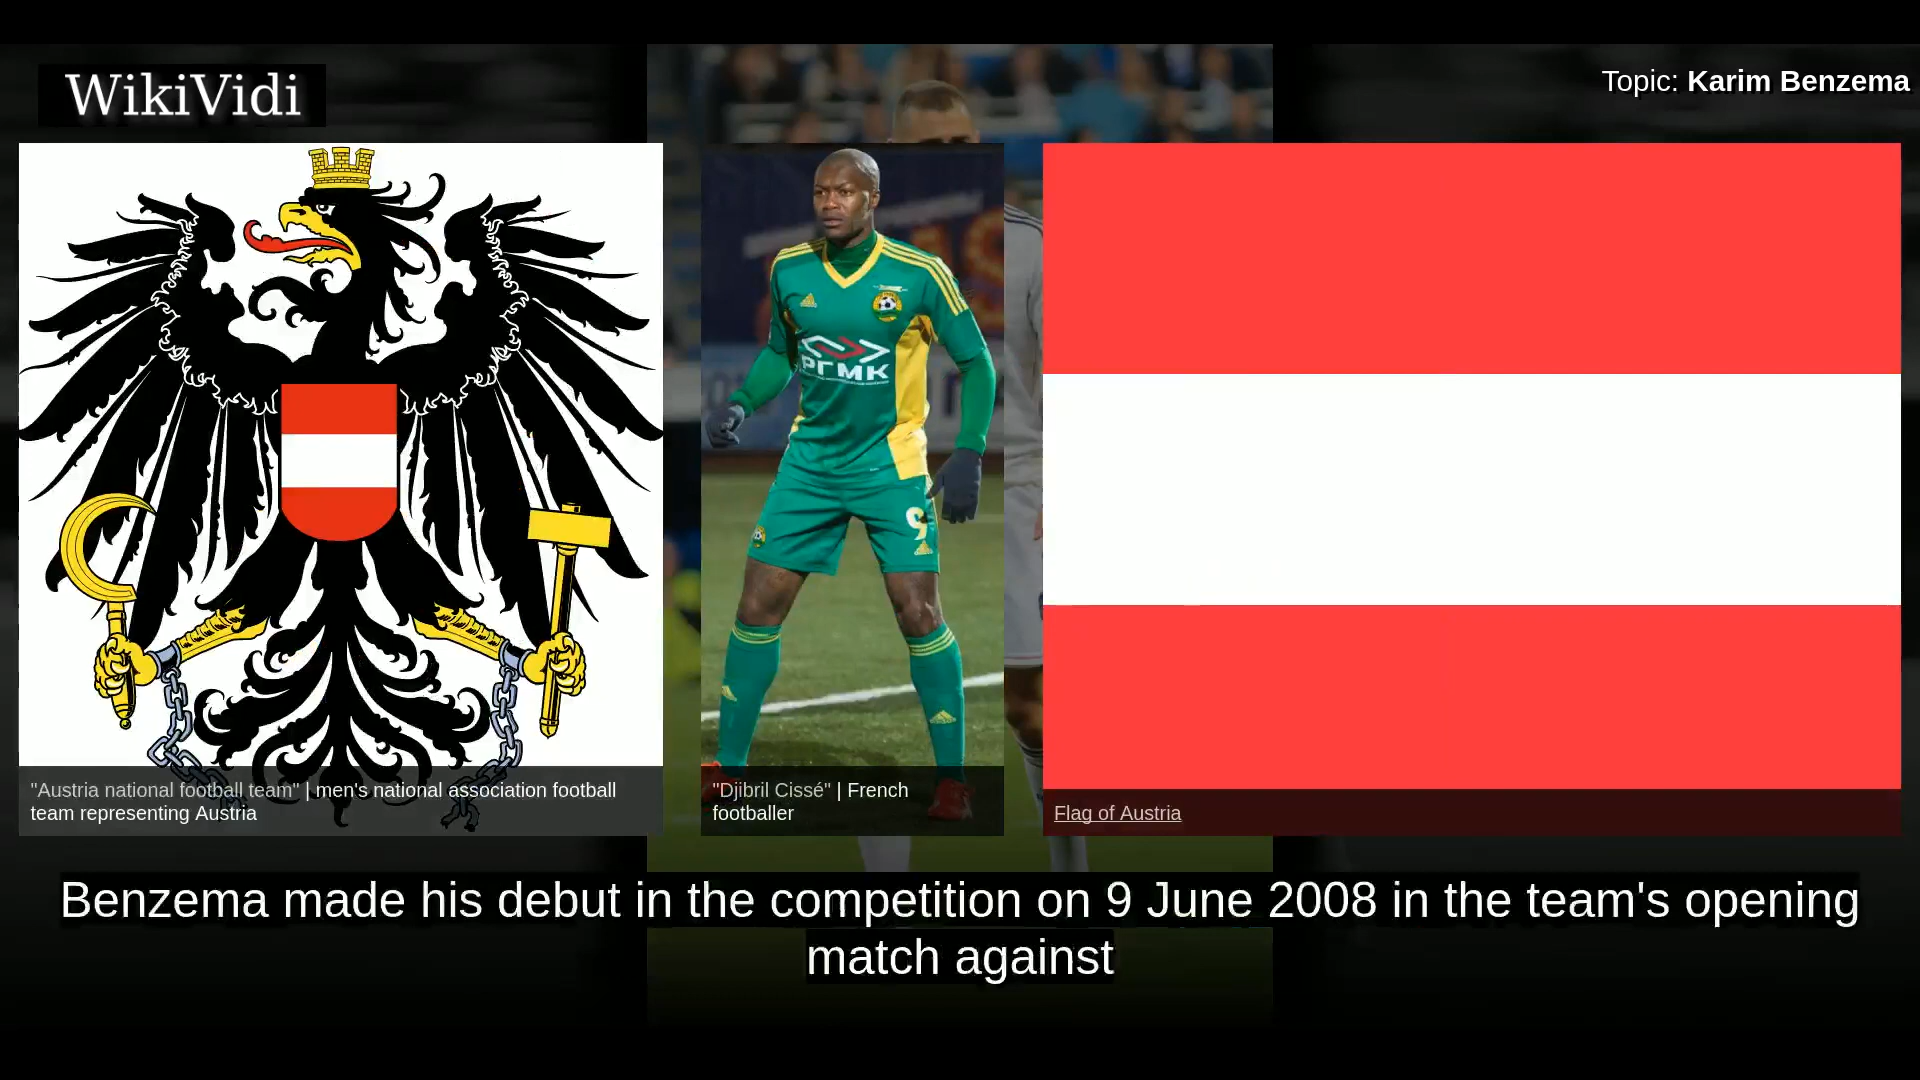 WikiVidi
Topic: Karim Benzema
РГМК
9
"Austria national football team" | men's national association football
team representing Austria
"Djibril Cissé" | French
footballer
Flag of Austria
Benzema made his debut in the competition on 9 June 2008 in the team's opening
match against